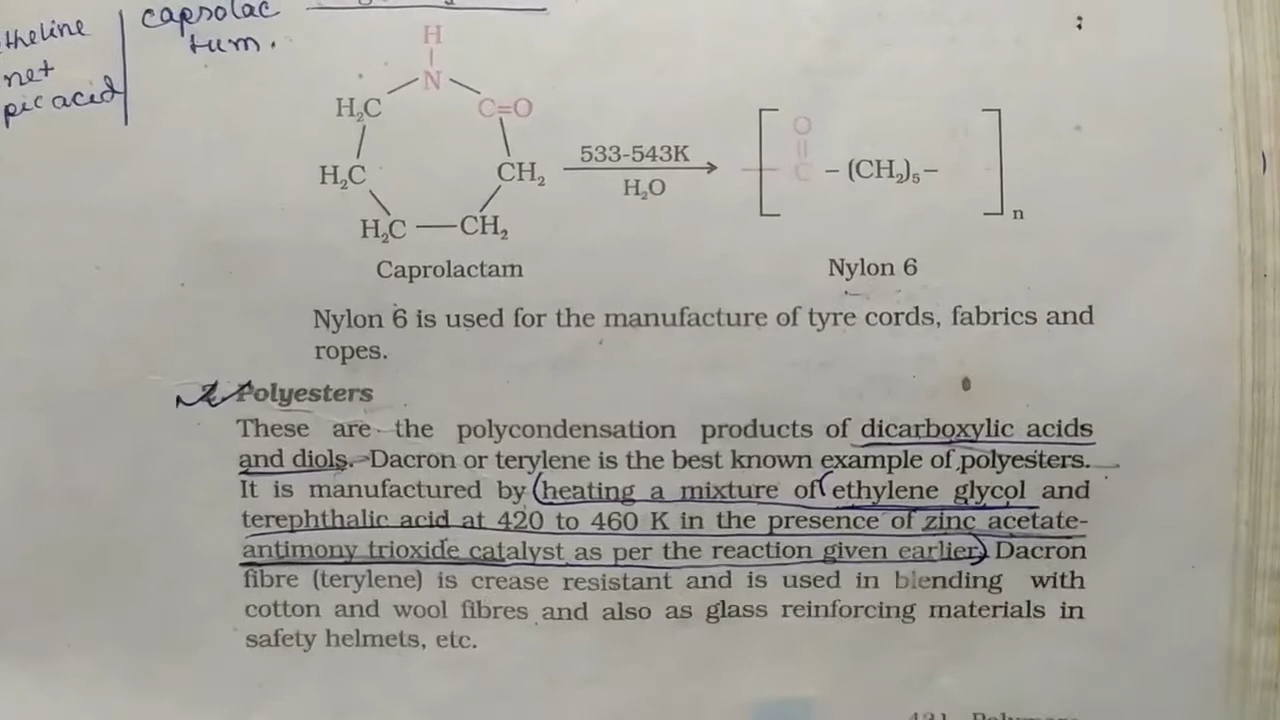 theline
net
pic acid
capsolac
tum.
H
N
H₂C
C=O
H₂C
CH₂
H₂C — CH₂
533-543K
H₂O
O
C – (CH₂)₅–
n
Caprolactam
Nylon 6
Nylon 6 is used for the manufacture of tyre cords, fabrics and
ropes.
2. Polyesters
These are the polycondensation products of dicarboxylic acids
and diols. Dacron or terylene is the best known example of polyesters.
It is manufactured by (heating a mixture of (ethylene glycol and
terephthalic acid at 420 to 460 K in the presence of zinc acetate-
antimony trioxide catalyst as per the reaction given earlier) Dacron
fibre (terylene) is crease resistant and is used in blending with
cotton and wool fibres and also as glass reinforcing materials in
safety helmets, etc.